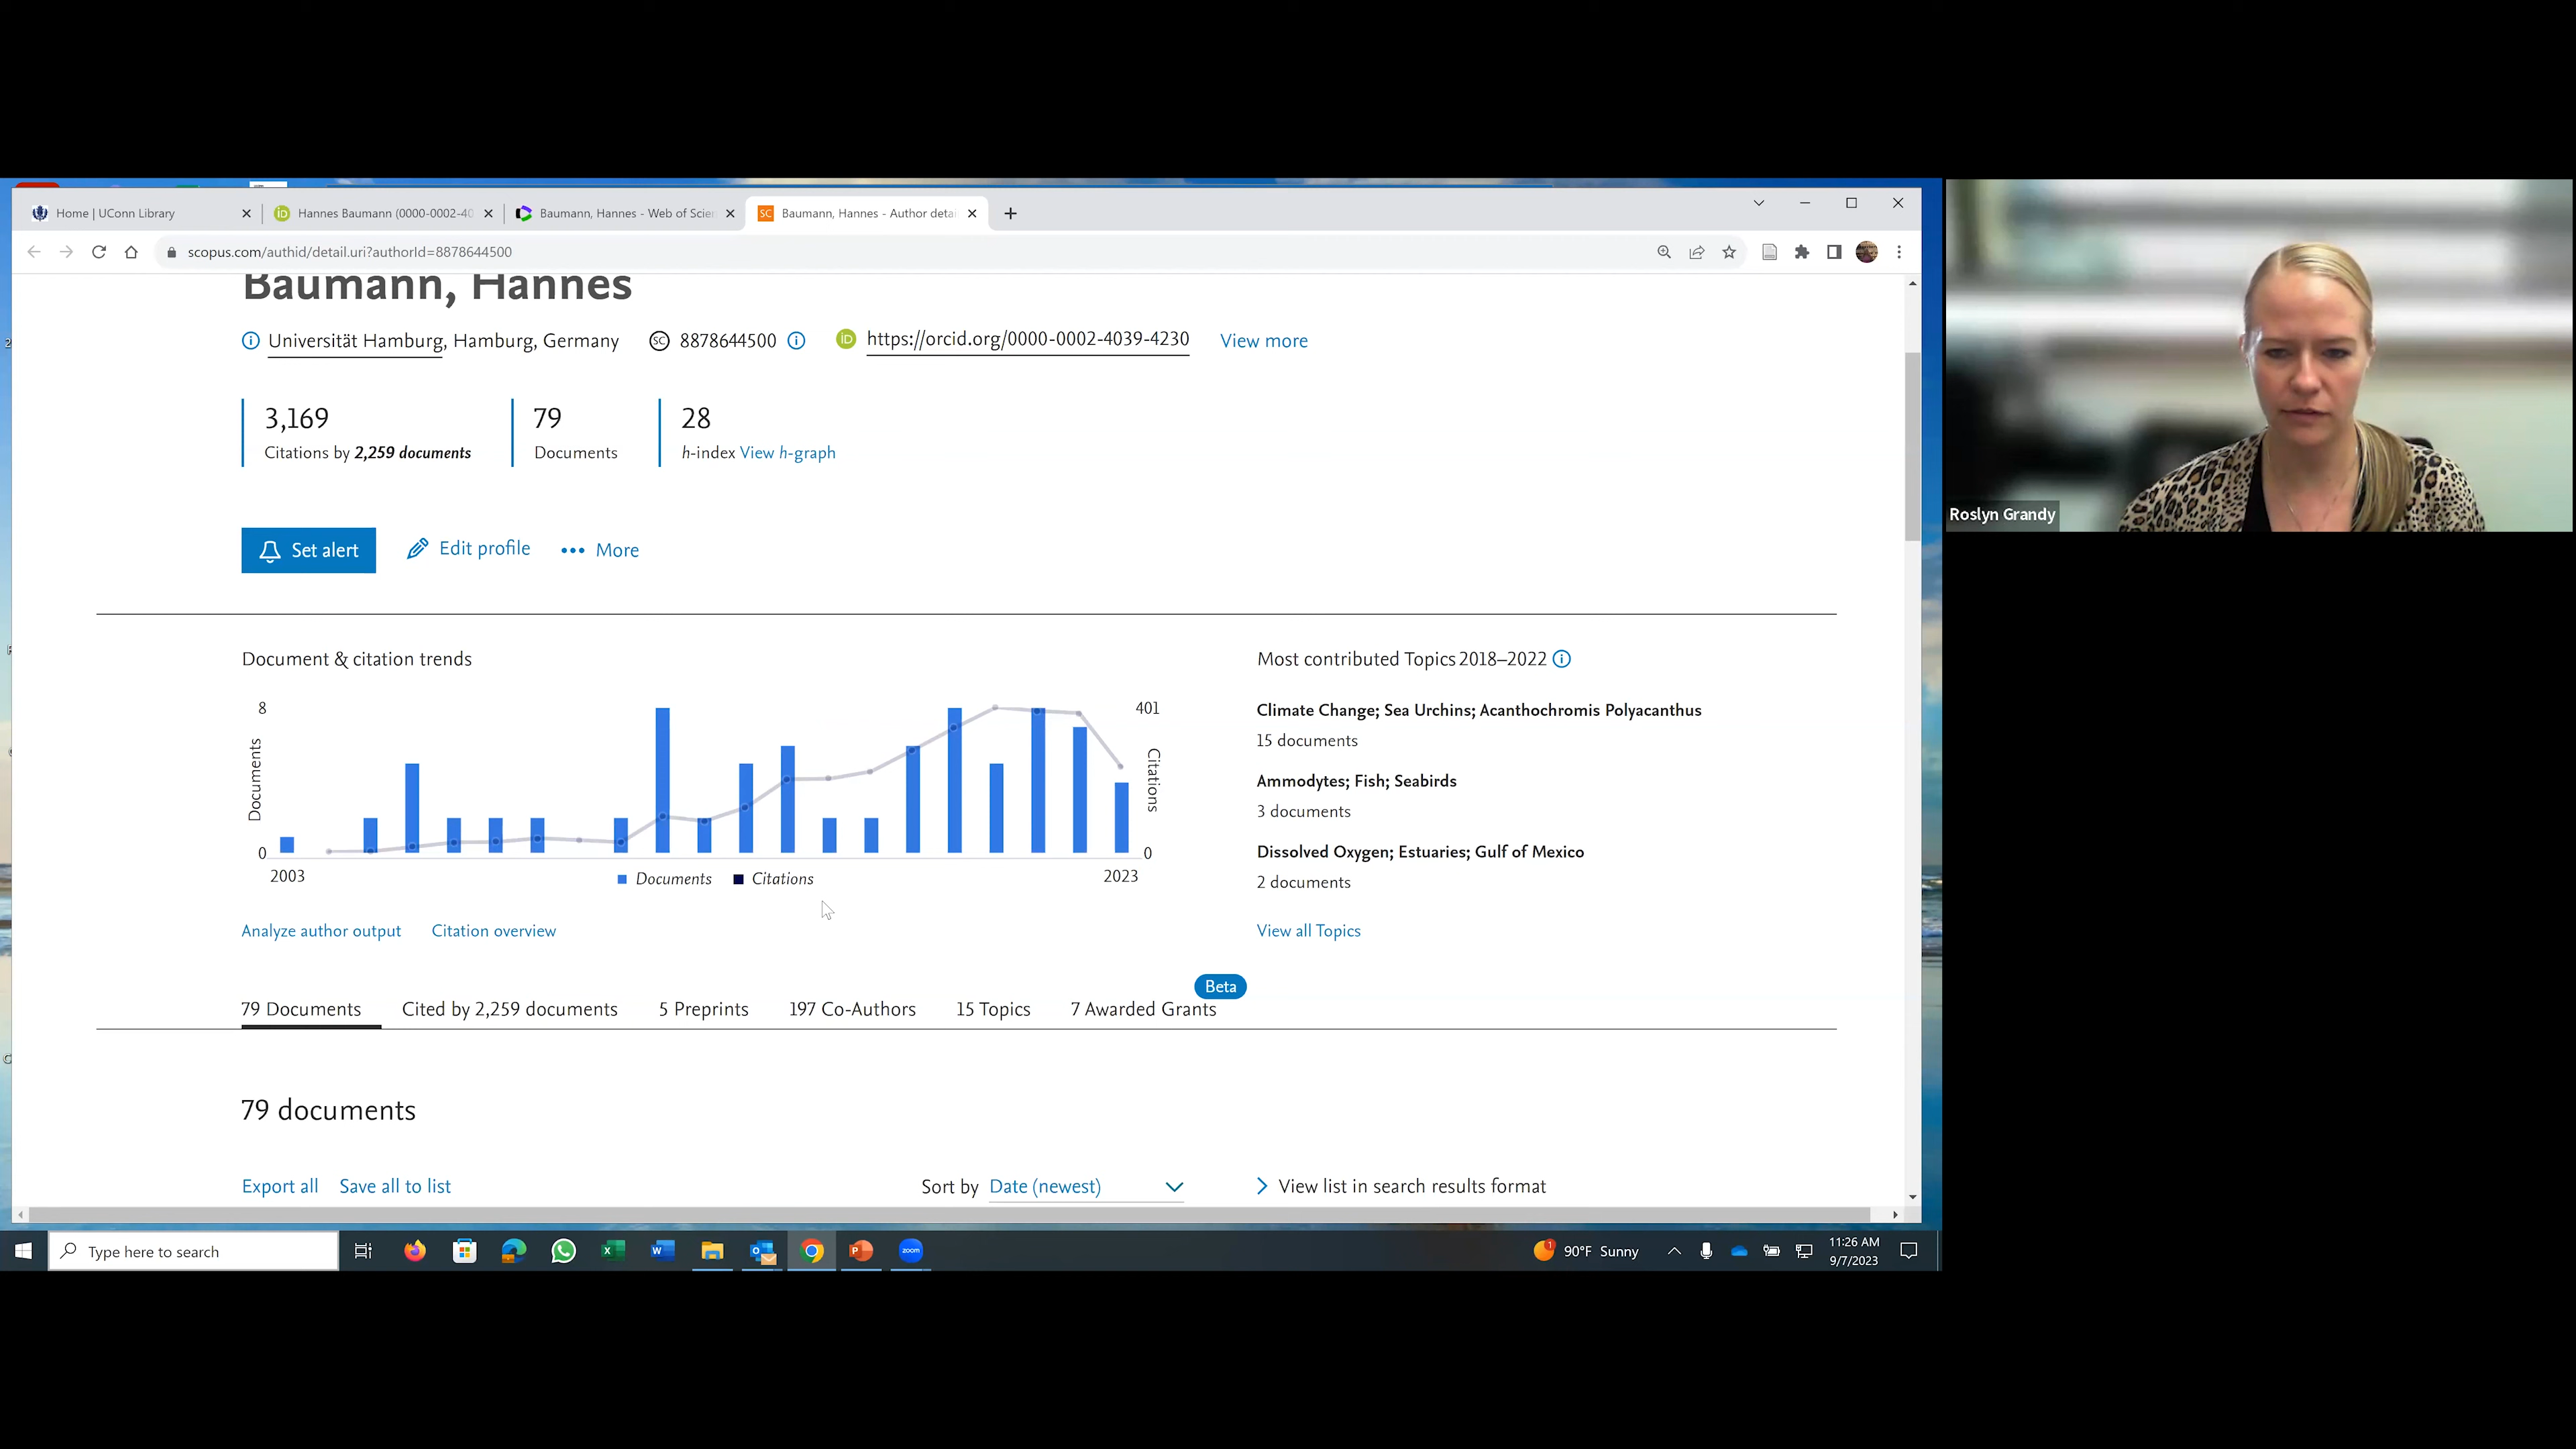 Home | UConn Library
Hannes Baumann (0000-0002-40
Baumann, Hannes - Web of Scien
SC Baumann, Hannes - Author detai
scopus.com/authid/detail.uri?authorId=8878644500
Baumann, Hannes
Universität Hamburg, Hamburg, Germany SC 8878644500 iD https://orcid.org/0000-0002-4039-4230 View more
3,169 79 28
Citations by 2,259 documents Documents h-index View h-graph
Set alert Edit profile ••• More
Document & citation trends
8 401
Documents
Citations
0 0
2003 2023
Documents Citations
Analyze author output Citation overview
Most contributed Topics 2018–2022
Climate Change; Sea Urchins; Acanthochromis Polyacanthus
15 documents
Ammodytes; Fish; Seabirds
3 documents
Dissolved Oxygen; Estuaries; Gulf of Mexico
2 documents
View all Topics
Beta
79 Documents Cited by 2,259 documents 5 Preprints 197 Co-Authors 15 Topics 7 Awarded Grants
79 documents
Export all Save all to list Sort by Date (newest) View list in search results format
Type here to search
zoom
90°F Sunny
11:26 AM
9/7/2023
Roslyn Grandy